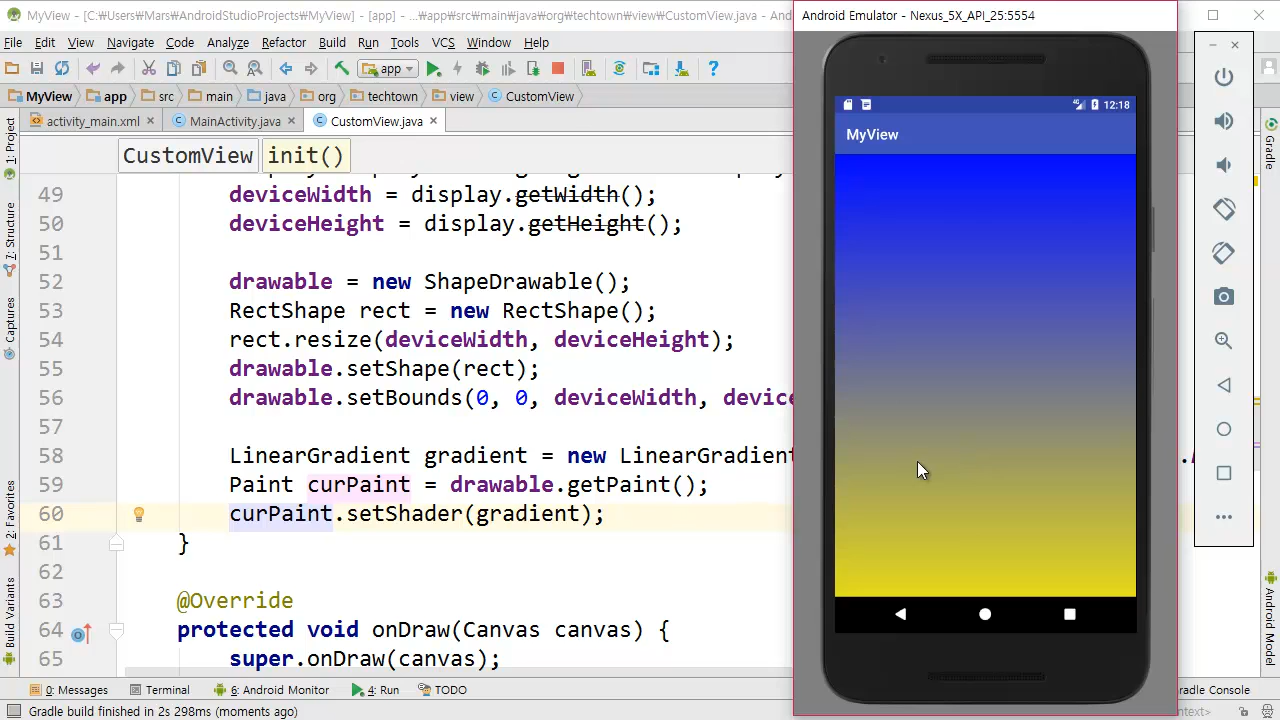 MyView - [C:\Users\Mars\AndroidStudioProjects\MyView] - [app] - ...\app\src\main\java\org\techtown\view\CustomView.java - An
Android Emulator - Nexus_5X_API_25:5554
File Edit View Navigate Code Analyze Refactor Build Run Tools VCS Window Help
app
MyView app src main java org techtown view CustomView
activity_main.xml MainActivity.java CustomView.java
CustomView init()
49 deviceWidth = display.getWidth();
50 deviceHeight = display.getHeight();
51
52 drawable = new ShapeDrawable();
53 RectShape rect = new RectShape();
54 rect.resize(deviceWidth, deviceHeight);
55 drawable.setShape(rect);
56 drawable.setBounds(0, 0, deviceWidth, device
57
58 LinearGradient gradient = new LinearGradient
59 Paint curPaint = drawable.getPaint();
60 curPaint.setShader(gradient);
61 }
62
63 @Override
64 protected void onDraw(Canvas canvas) {
65 super.onDraw(canvas);
1: Project
7: Structure
Captures
2: Favorites
Build Variants
12:18
MyView
Gradle
Android Model
0: Messages Terminal 6: Android Monitor 4: Run TODO
radle Console
Gradle build finished in 2s 298ms (moments ago)
ntext>